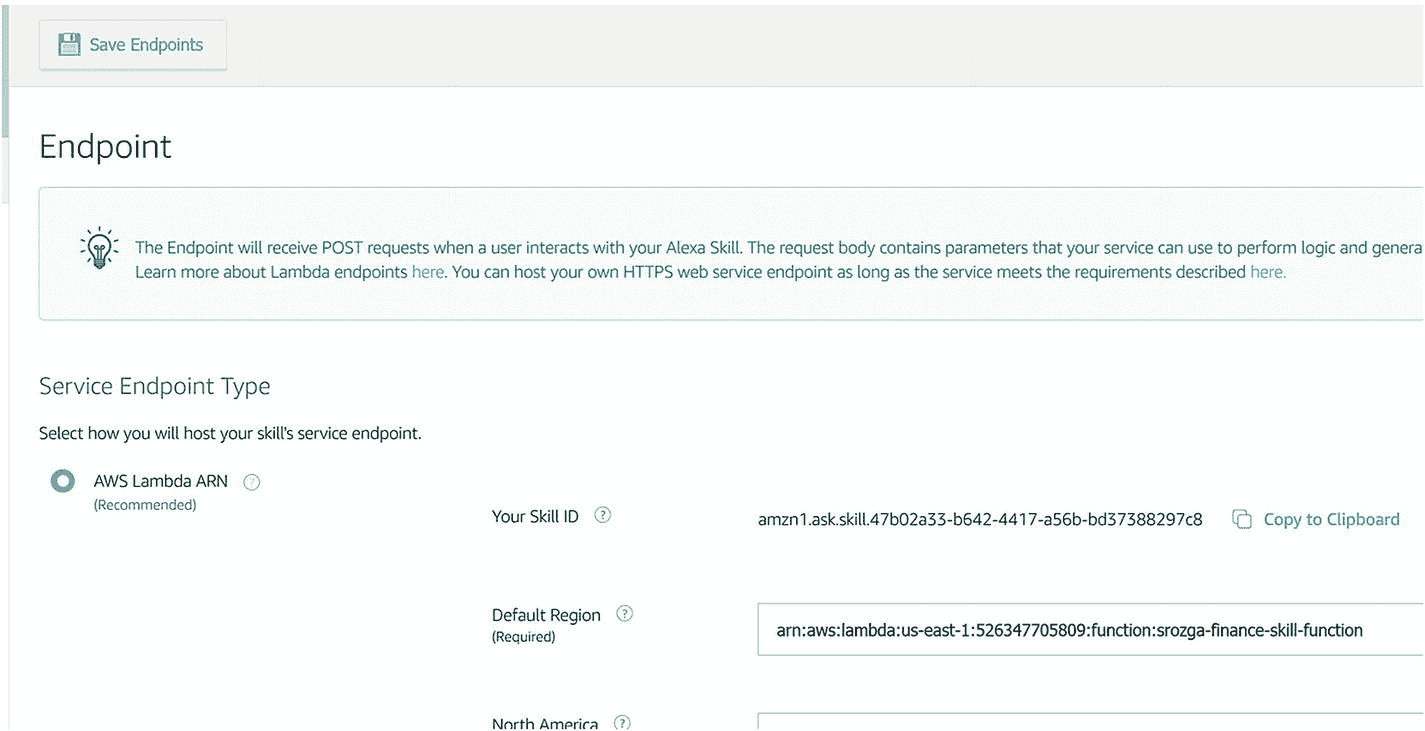 Save Endpoints
Endpoint
The Endpoint will receive POST requests when a user interacts with your Alexa Skill. The request body contains parameters that your service can use to perform logic and genera
Learn more about Lambda endpoints here. You can host your own HTTPS web service endpoint as long as the service meets the requirements described here.
Service Endpoint Type
Select how you will host your skill's service endpoint.
AWS Lambda ARN ?
(Recommended)
Your Skill ID ? amzn1.ask.skill.47b02a33-b642-4417-a56b-bd37388297c8 Copy to Clipboard
Default Region ?
(Required)
arn:aws:lambda:us-east-1:526347705809:function:srozga-finance-skill-function
North America ?